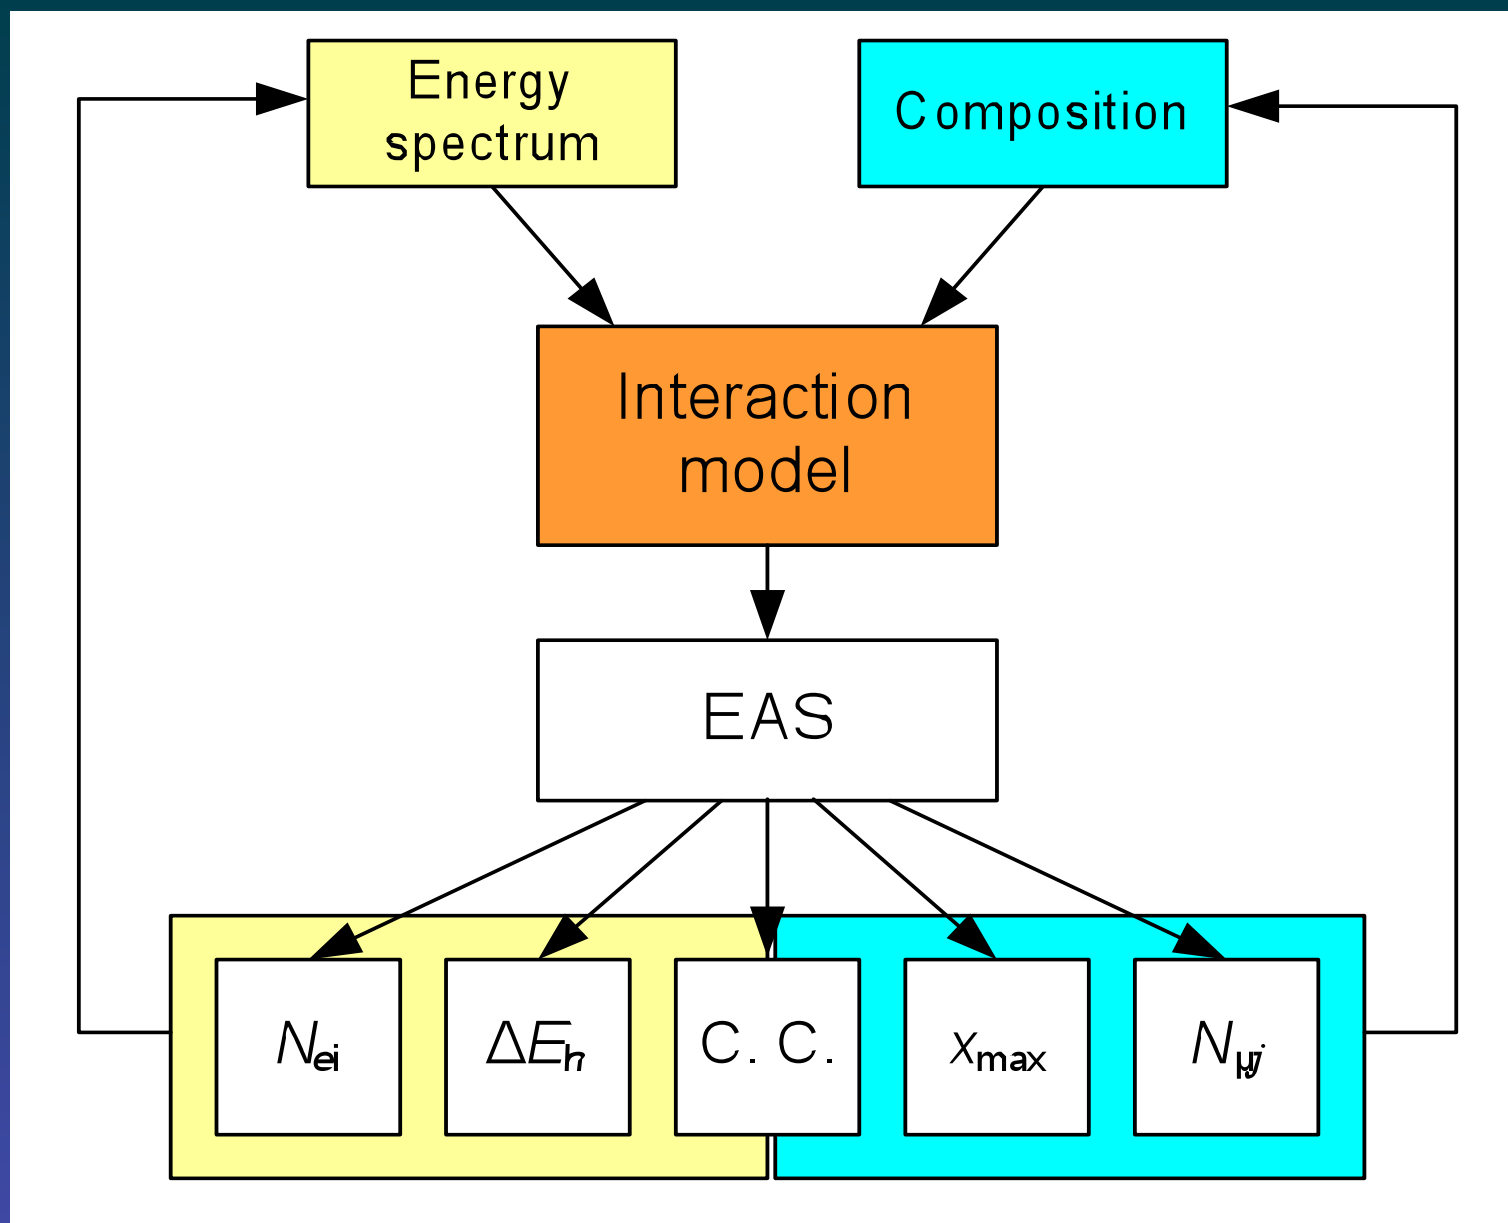 Energy
spectrum
Composition
Interaction
model
EAS
Nei
ΔEh
C. C.
xmax
Nμj